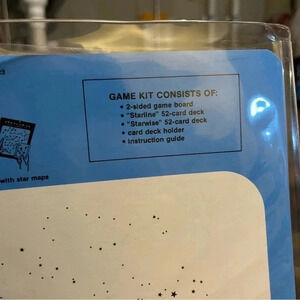 GAME KIT CONSISTS OF:
• 2-sided game board
• "Starline" 52-card deck
• "Starwise" 52-card deck
• card deck holder
• instruction guide
with star maps